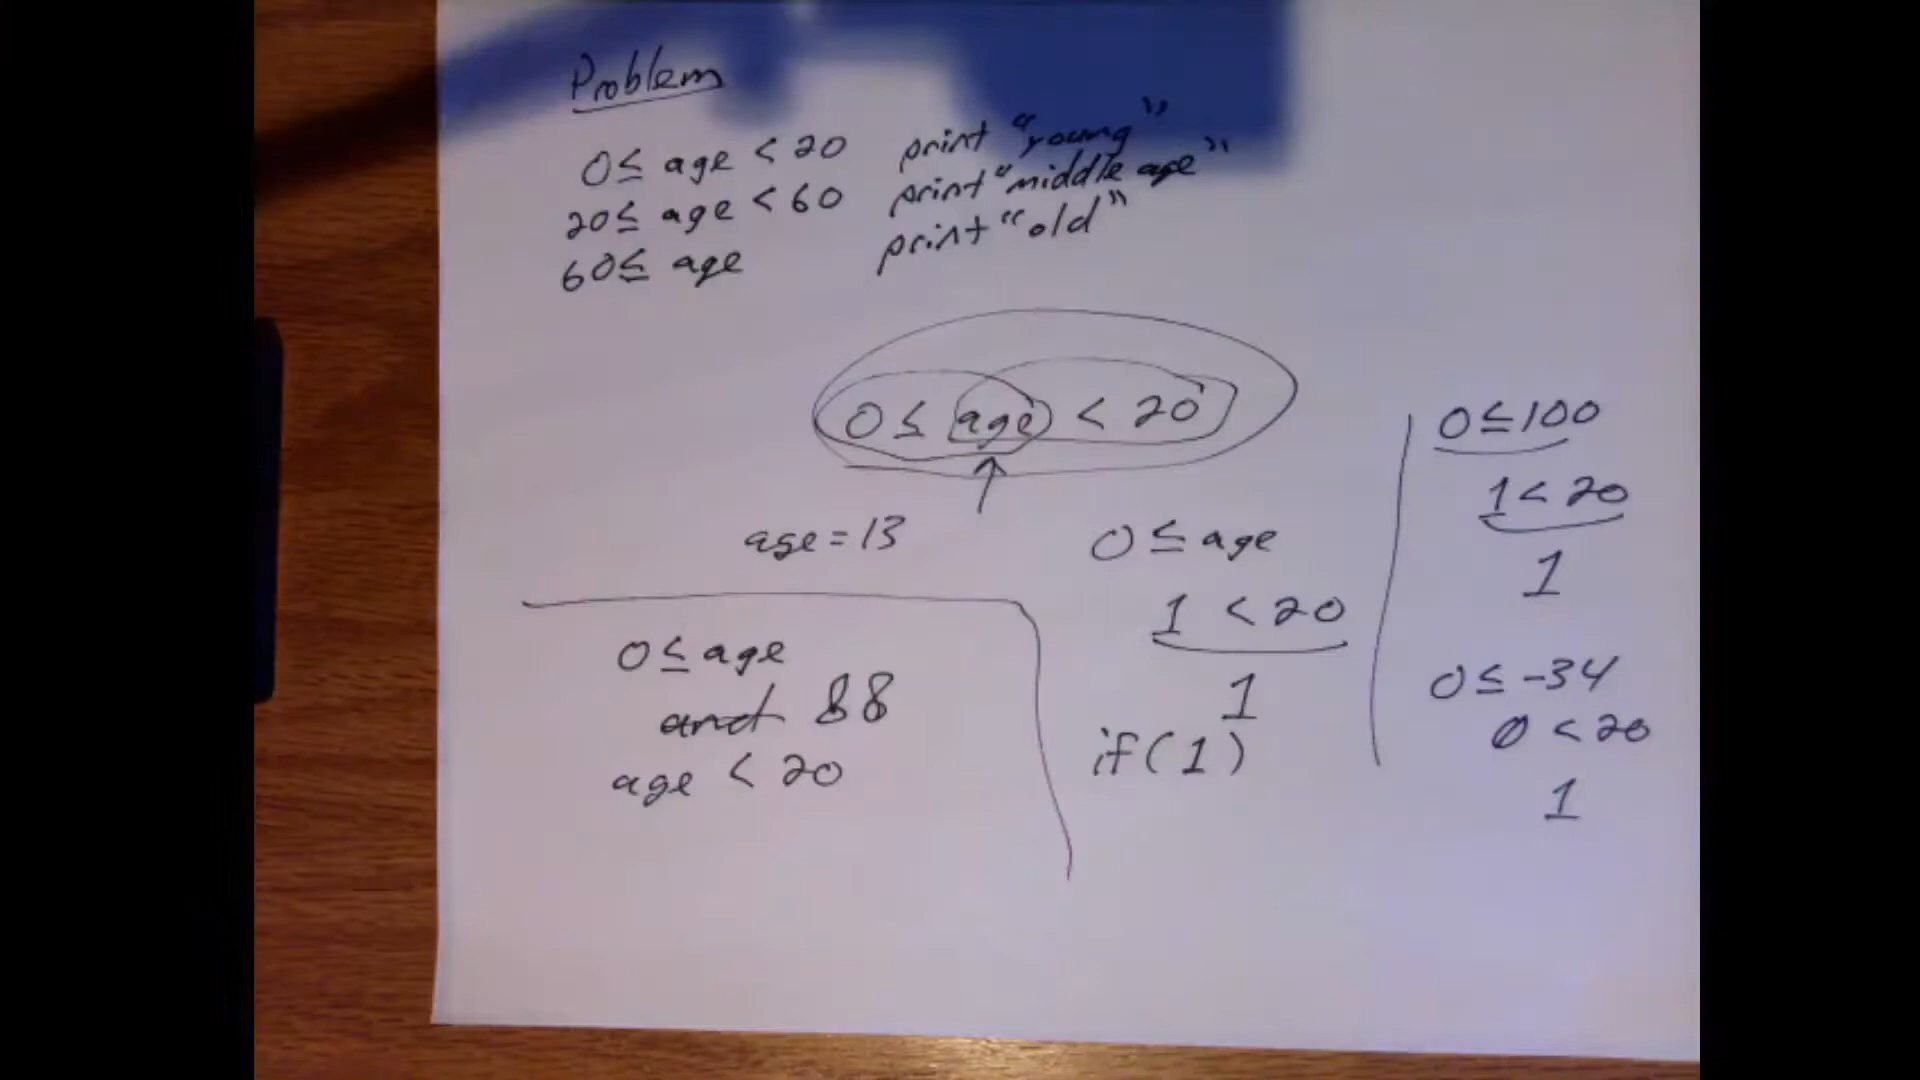 Problem
0 ≤ age < 20 print "young"
20 ≤ age < 60 print "middle age"
60 ≤ age print "old"
0 ≤ age < 20
age = 13
0 ≤ age
and &&
age < 20
0 ≤ age
1 < 20
1
if(1)
0 ≤ 100
1 < 20
1
0 ≤ -34
0 < 20
1